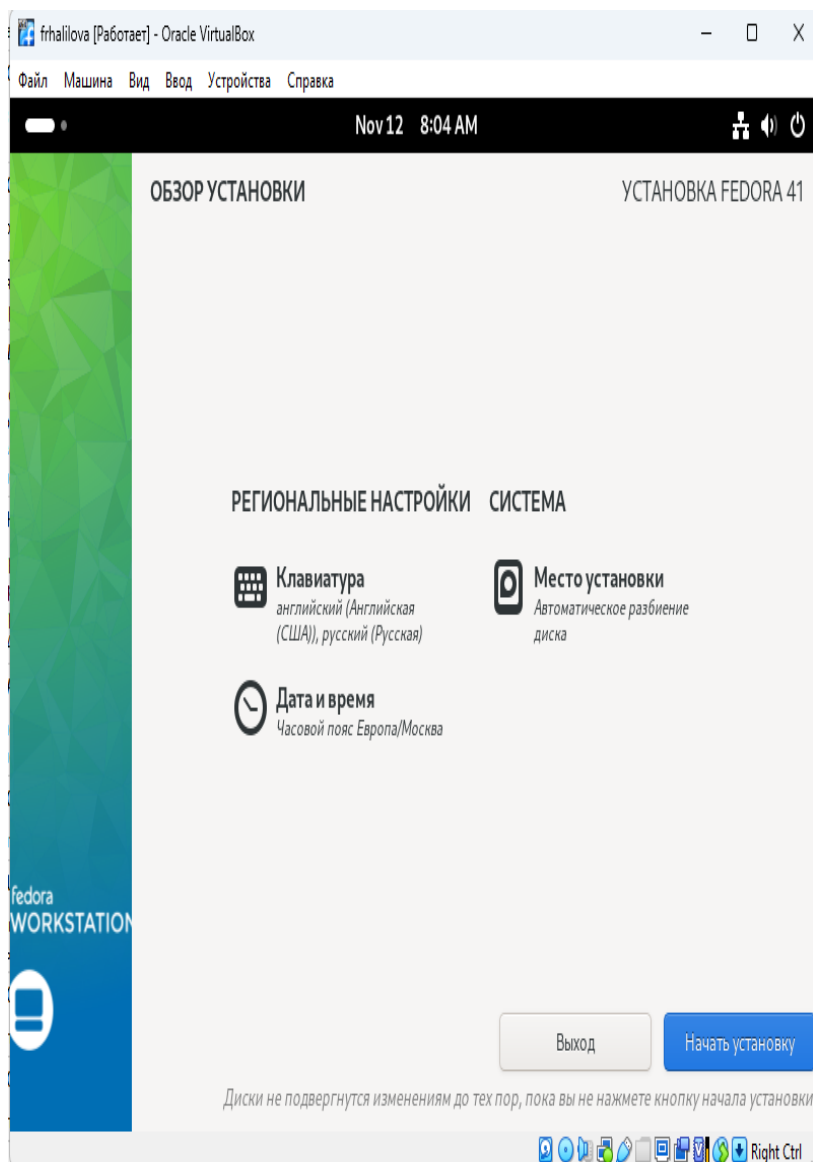 frhalilova [Работает] - Oracle VirtualBox
Файл Машина Вид Ввод Устройства Справка
Nov 12 8:04 AM
ОБЗОР УСТАНОВКИ
УСТАНОВКА FEDORA 41
РЕГИОНАЛЬНЫЕ НАСТРОЙКИ
Клавиатура
английский (Английская
(США)), русский (Русская)
Дата и время
Часовой пояс Европа/Москва
СИСТЕМА
Место установки
Автоматическое разбиение
диска
fedora
WORKSTATION
Выход
Начать установку
Диски не подвергнутся изменениям до тех пор, пока вы не нажмете кнопку начала установки
Right Ctrl